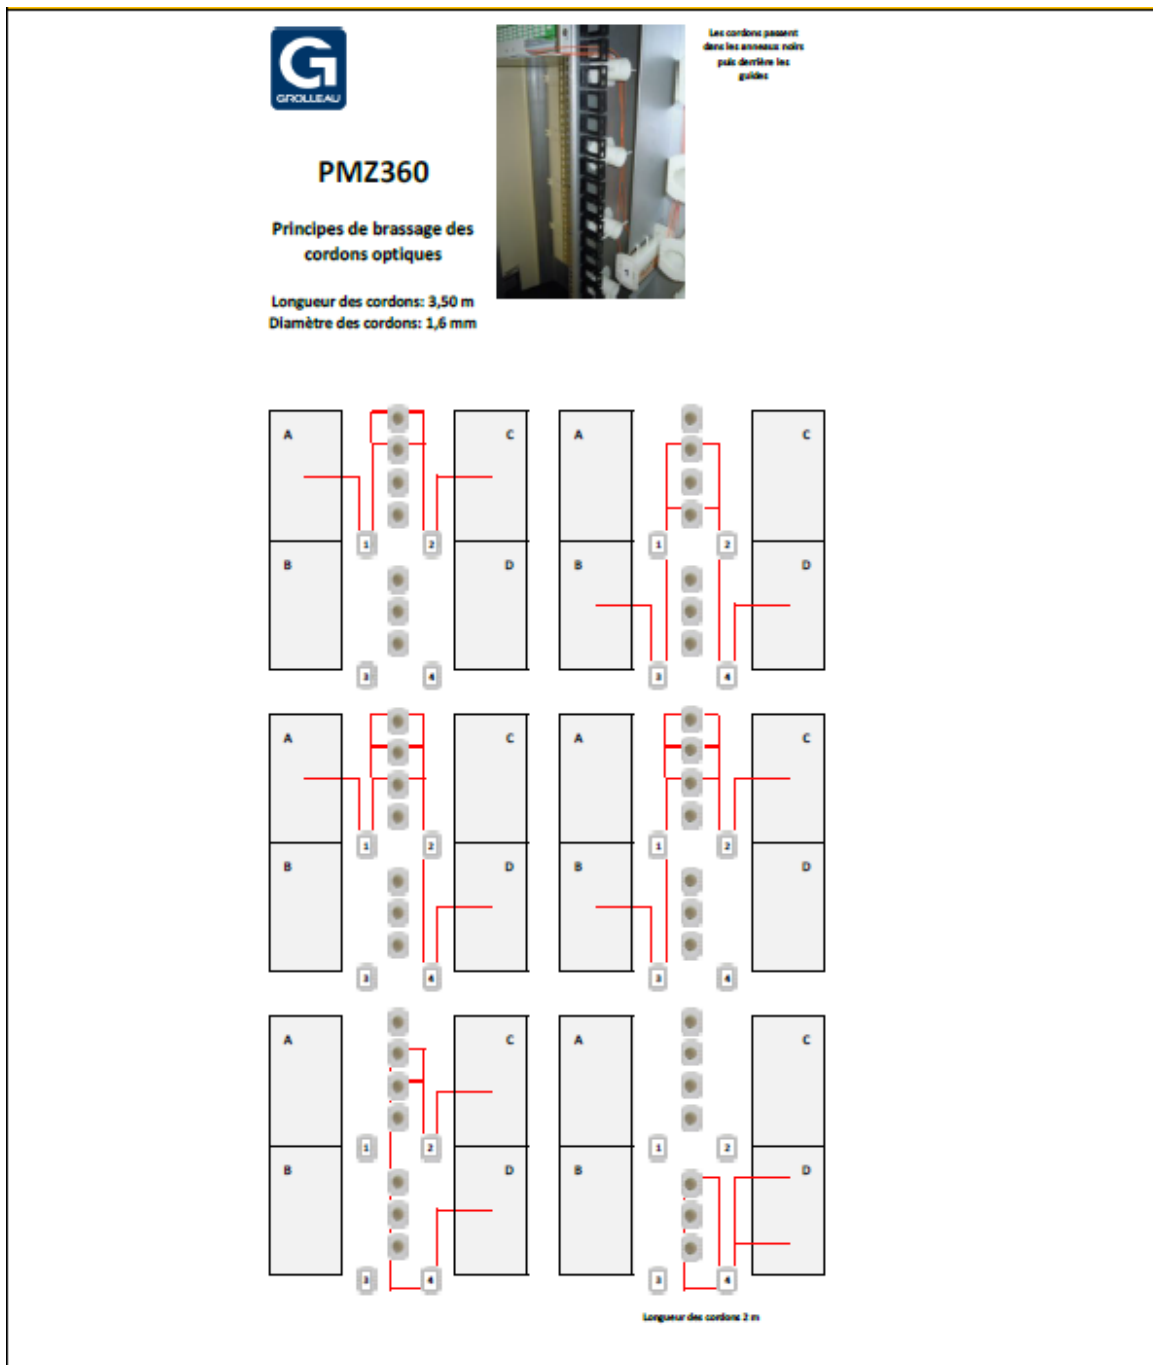 GROLLEAU
Les cordons passent
dans les anneaux noirs
puis derrière les
guides
1
PMZ360
Principes de brassage des
cordons optiques
Longueur des cordons: 3,50 m
Diamètre des cordons: 1,6 mm
A C A C
1 2 1 2
B D B D
3 4 3 4
A C A C
1 2 1 2
B D B D
3 4 3 4
A C A C
1 2 1 2
B D B D
3 4 3 4
Longueur des cordons 2 m